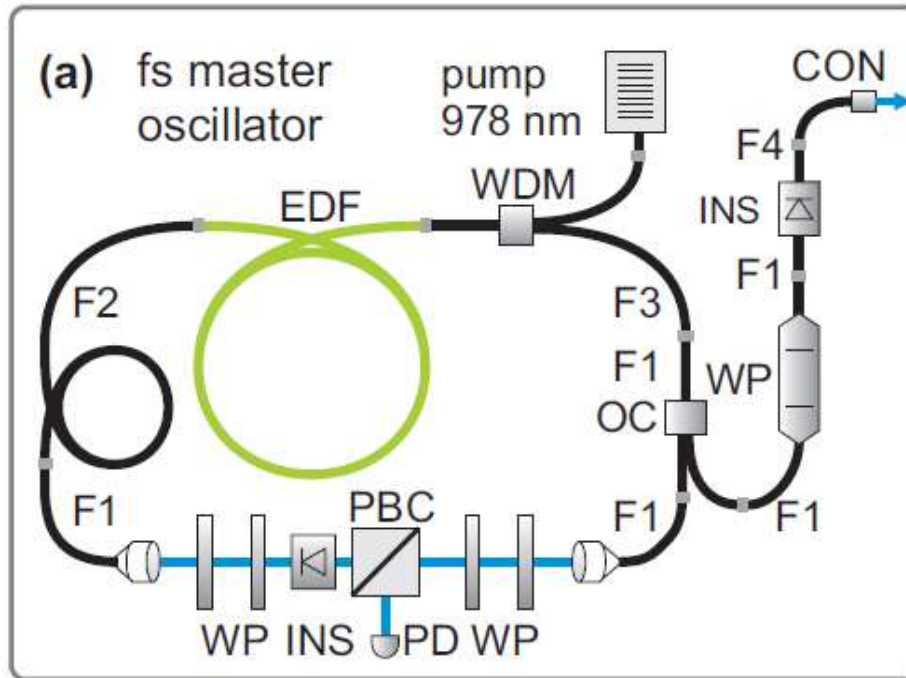 (a) fs master
oscillator
pump
978 nm
CON
F4
WDM
EDF
INS
F2
F3
F1
F1
WP
OC
F1
F1
F1
PBC
WP
INS
PD
WP